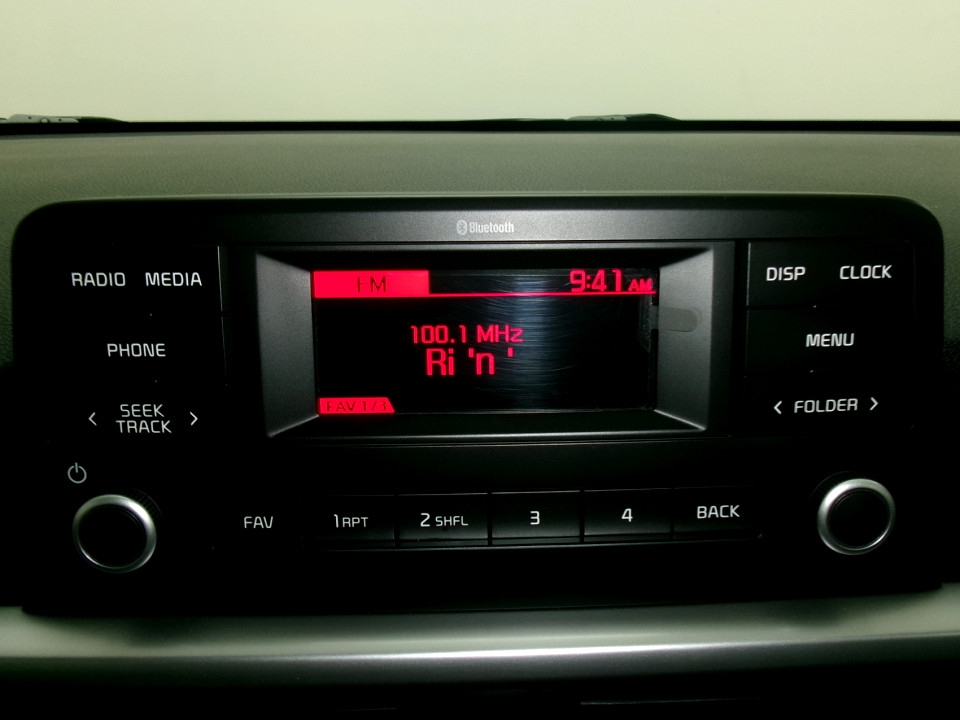 Bluetooth
RADIO MEDIA
PHONE
< SEEK TRACK >
FM 9:41 AM
100.1 MHz
Ri 'n '
FAV 1/3
DISP CLOCK
MENU
< FOLDER >
FAV 1 RPT 2 SHFL 3 4 BACK